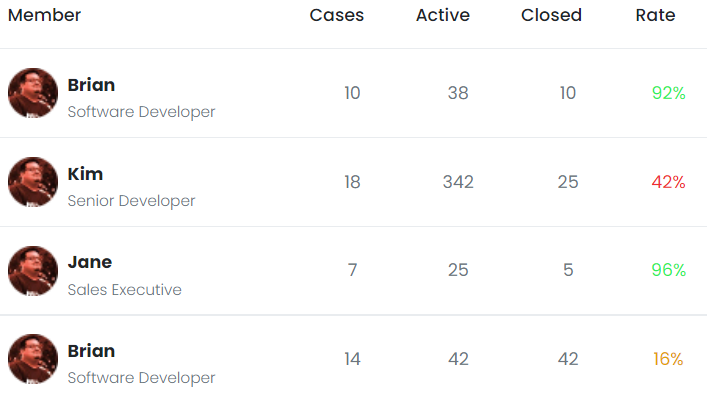 Member Cases Active Closed Rate
Brian
Software Developer
10 38 10 92%
Kim
Senior Developer
18 342 25 42%
Jane
Sales Executive
7 25 5 96%
Brian
Software Developer
14 42 42 16%